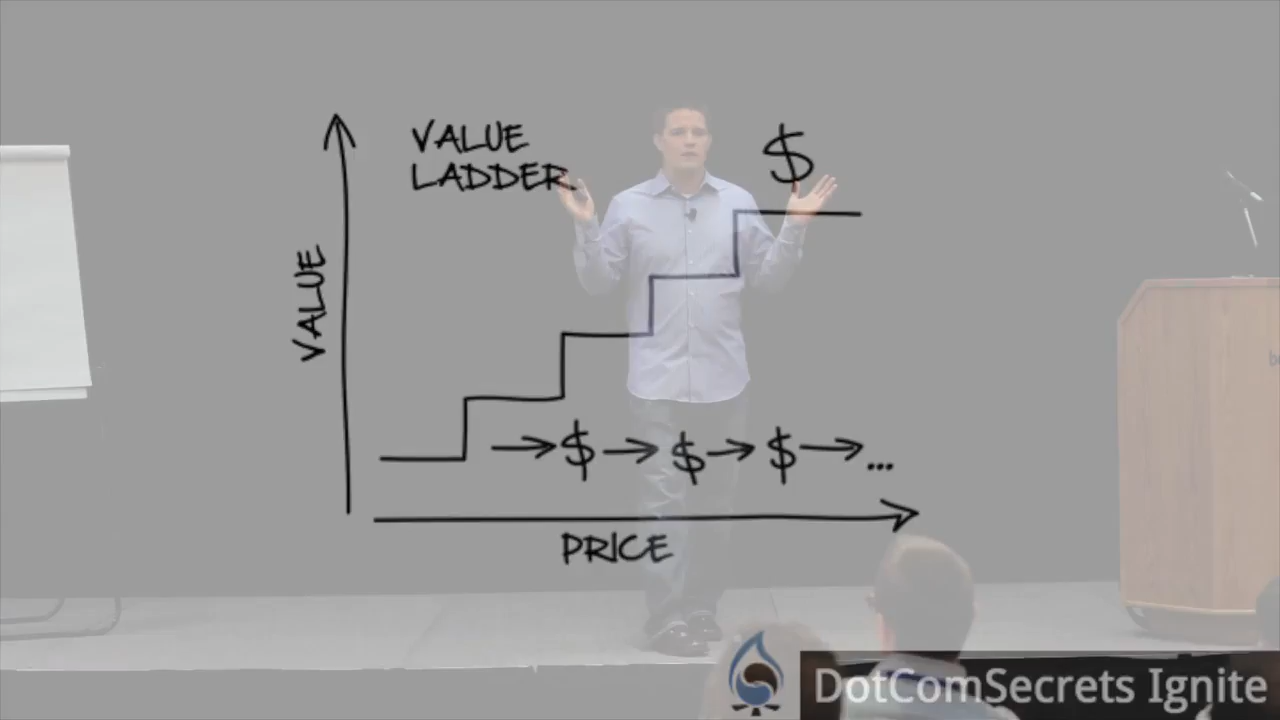 VALUE
LADDER
$
VALUE
$ $ $ ...
PRICE
DotComSecrets Ignite